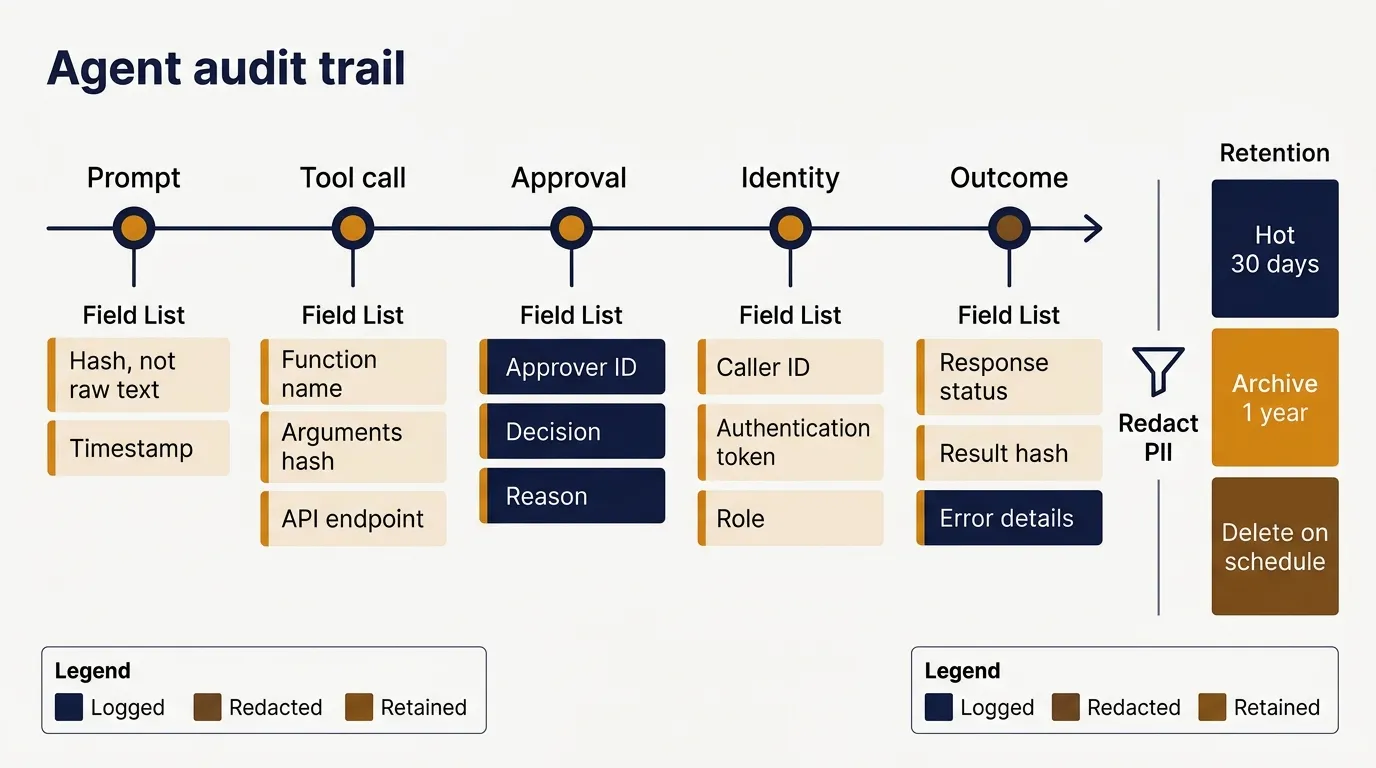 Agent audit trail
Prompt
Tool call
Approval
Identity
Outcome
Field List
Hash, not
raw text
Timestamp
Field List
Function
name
Arguments
hash
API endpoint
Field List
Approver ID
Decision
Reason
Field List
Caller ID
Authentication
token
Role
Field List
Response
status
Result hash
Error details
Redact
PII
Retention
Hot
30 days
Archive
1 year
Delete on
schedule
Legend
Logged
Redacted
Retained
Legend
Logged
Redacted
Retained